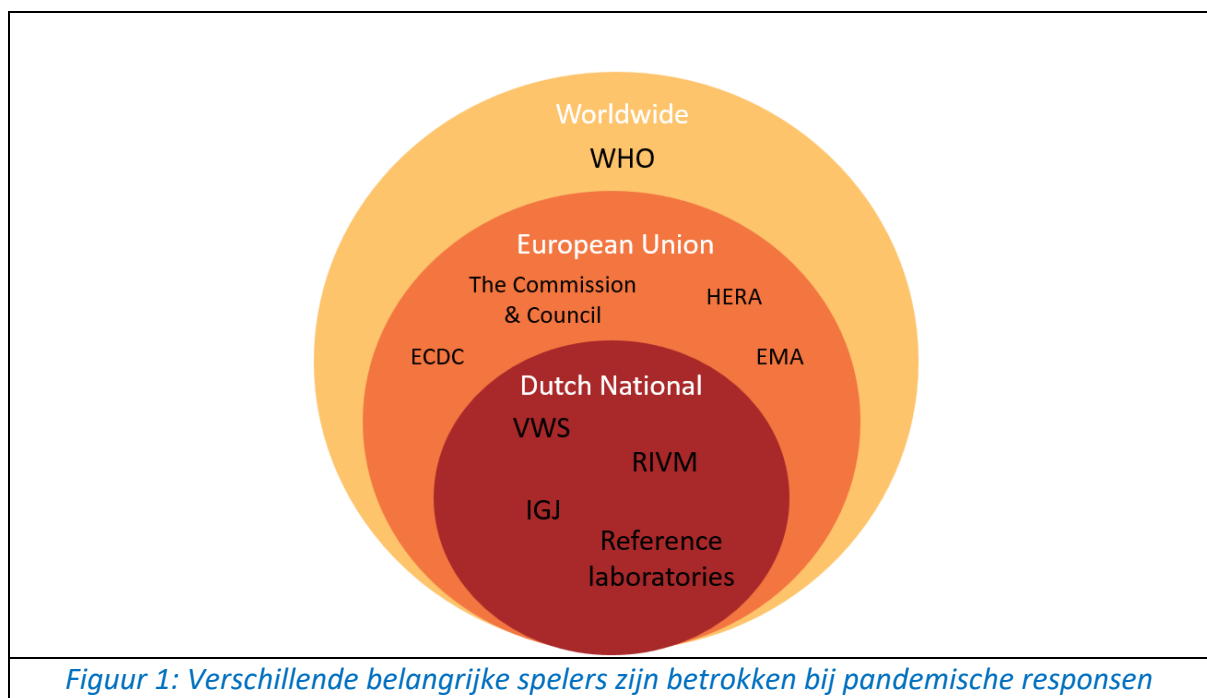 Worldwide
WHO
European Union
The Commission
& Council
HERA
ECDC
EMA
Dutch National
VWS
RIVM
IGJ
Reference
laboratories
Figuur 1: Verschillende belangrijke spelers zijn betrokken bij pandemische responsen